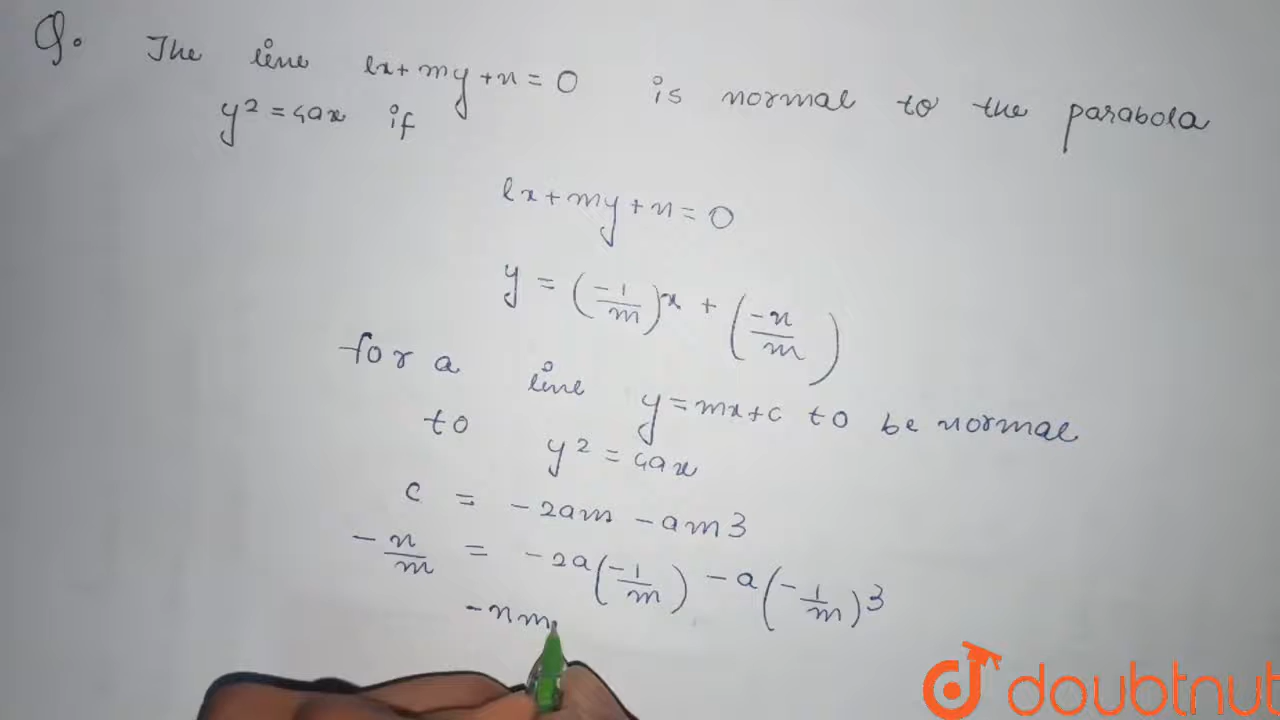 Q. The line lx + my + n = 0 is normal to the parabola
y² = 4ax if
lx + my + n = 0
y = (-l/m)x + (-n/m)
for a line y = mx + c to be normal
to y² = 4ax
c = -2am - am3
-n/m = -2a(-l/m) - a(-l/m)3
-nm
doubtnut